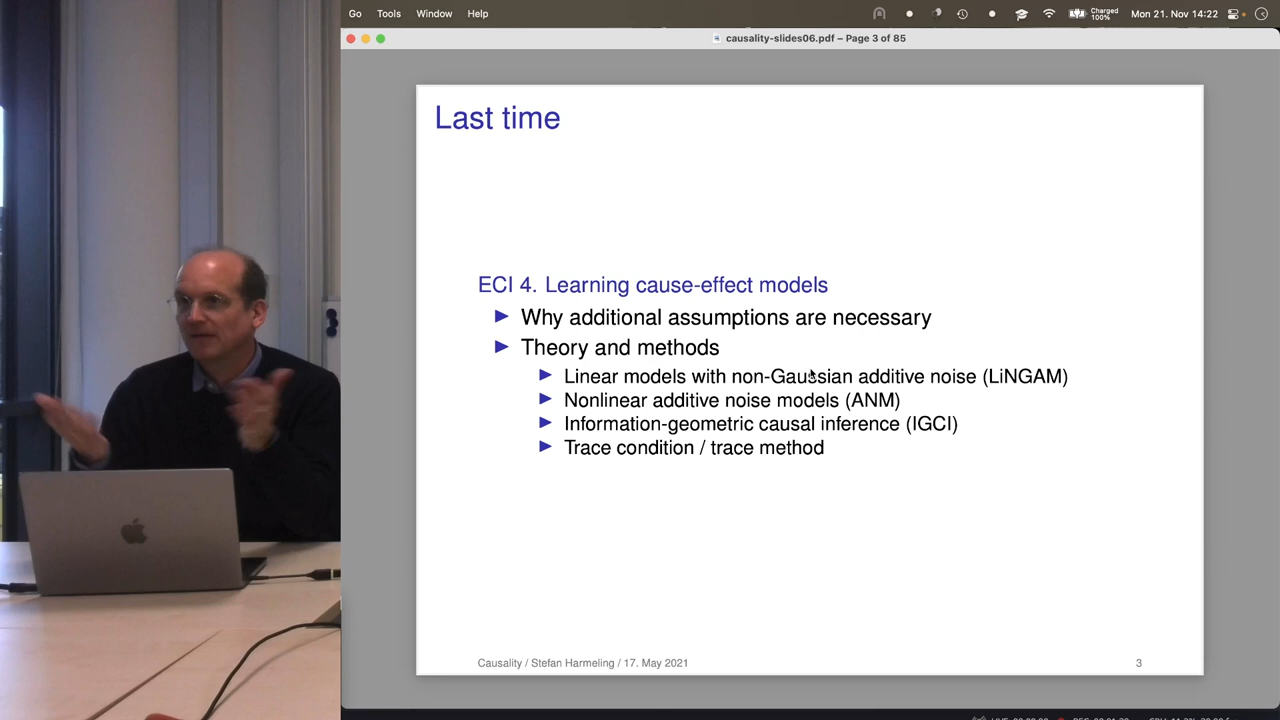 Go Tools Window Help
Charged
100%
Mon 21. Nov 14:22
causality-slides06.pdf – Page 3 of 85
Last time
ECI 4. Learning cause-effect models
Why additional assumptions are necessary
Theory and methods
Linear models with non-Gaussian additive noise (LiNGAM)
Nonlinear additive noise models (ANM)
Information-geometric causal inference (IGCI)
Trace condition / trace method
Causality / Stefan Harmeling / 17. May 2021
3